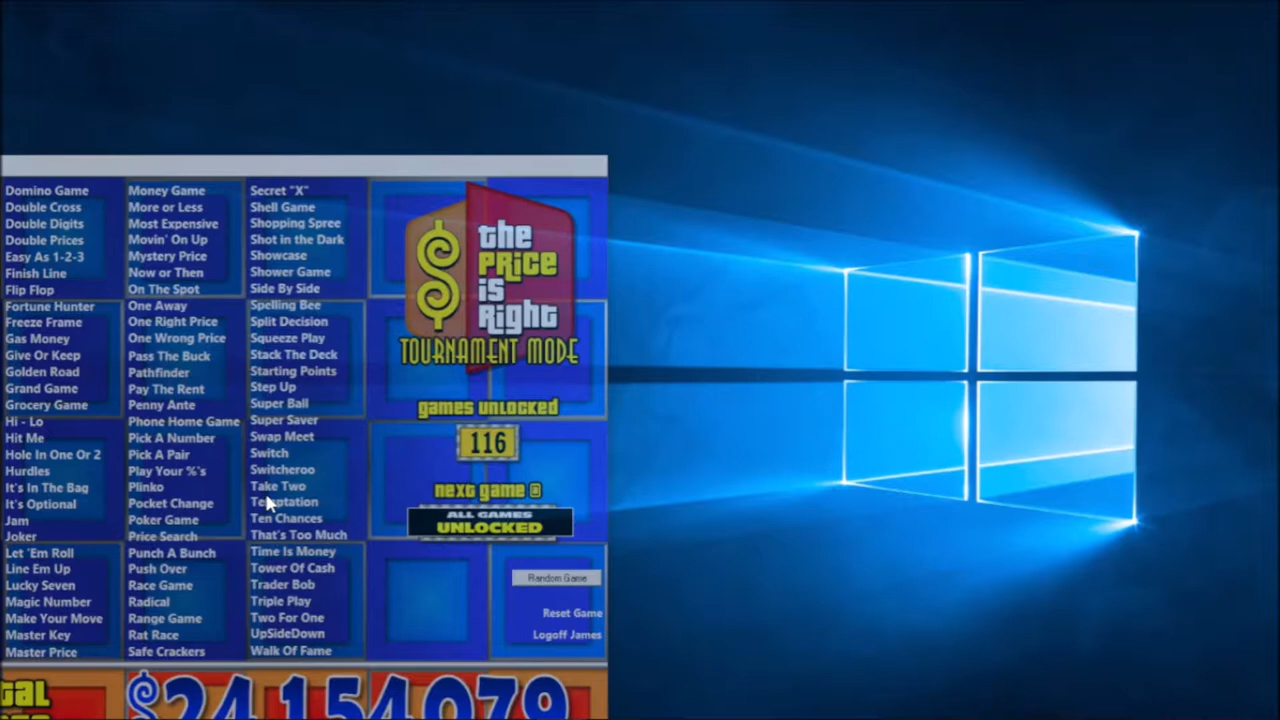 Domino Game
Double Cross
Double Digits
Double Prices
Easy As 1-2-3
Finish Line
Flip Flop
Fortune Hunter
Freeze Frame
Gas Money
Give Or Keep
Golden Road
Grand Game
Grocery Game
Hi - Lo
Hit Me
Hole In One Or 2
Hurdles
It's In The Bag
It's Optional
Jam
Joker
Let 'Em Roll
Line Em Up
Lucky Seven
Magic Number
Make Your Move
Master Key
Master Price
Money Game
More or Less
Most Expensive
Movin' On Up
Mystery Price
Now or Then
On The Spot
One Away
One Right Price
One Wrong Price
Pass The Buck
Pathfinder
Pay The Rent
Penny Ante
Phone Home Game
Pick A Number
Pick A Pair
Play Your %'s
Plinko
Pocket Change
Poker Game
Price Search
Punch A Bunch
Push Over
Race Game
Radical
Range Game
Rat Race
Safe Crackers
Secret "X"
Shell Game
Shopping Spree
Shot in the Dark
Showcase
Shower Game
Side By Side
Spelling Bee
Split Decision
Squeeze Play
Stack The Deck
Starting Points
Step Up
Super Ball
Super Saver
Swap Meet
Switch
Switcheroo
Take Two
Temptation
Ten Chances
That's Too Much
Time Is Money
Tower Of Cash
Trader Bob
Triple Play
Two For One
UpSideDown
Walk Of Fame
$
the
PRiCe
is
Right
TOURNAMENT MODE
games unlocked
116
next game @
ALL GAMES
UNLOCKED
Random Game
Reset Game
Logoff James
$24,154,079